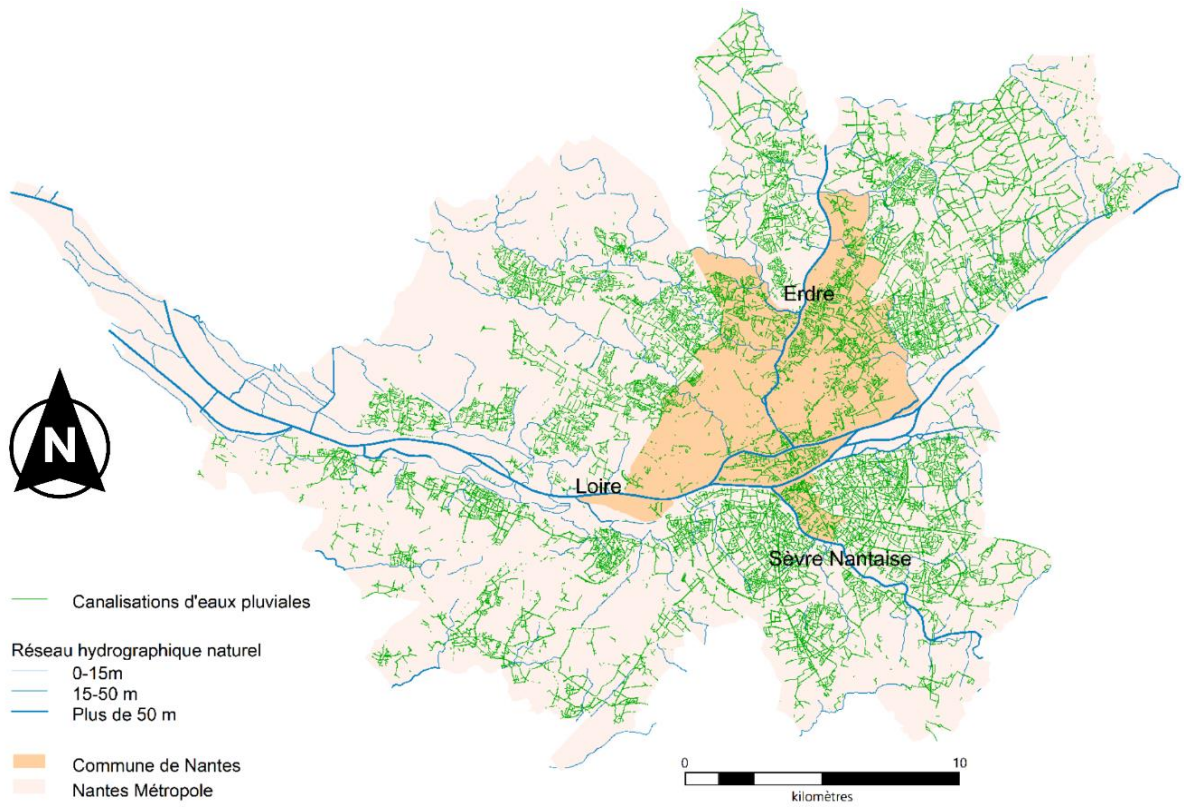 Erdre
Loire
Sèvre Nantaise
N
Canalisations d'eaux pluviales
Réseau hydrographique naturel
0-15m
15-50 m
Plus de 50 m
Commune de Nantes
Nantes Métropole
0 10
kilomètres